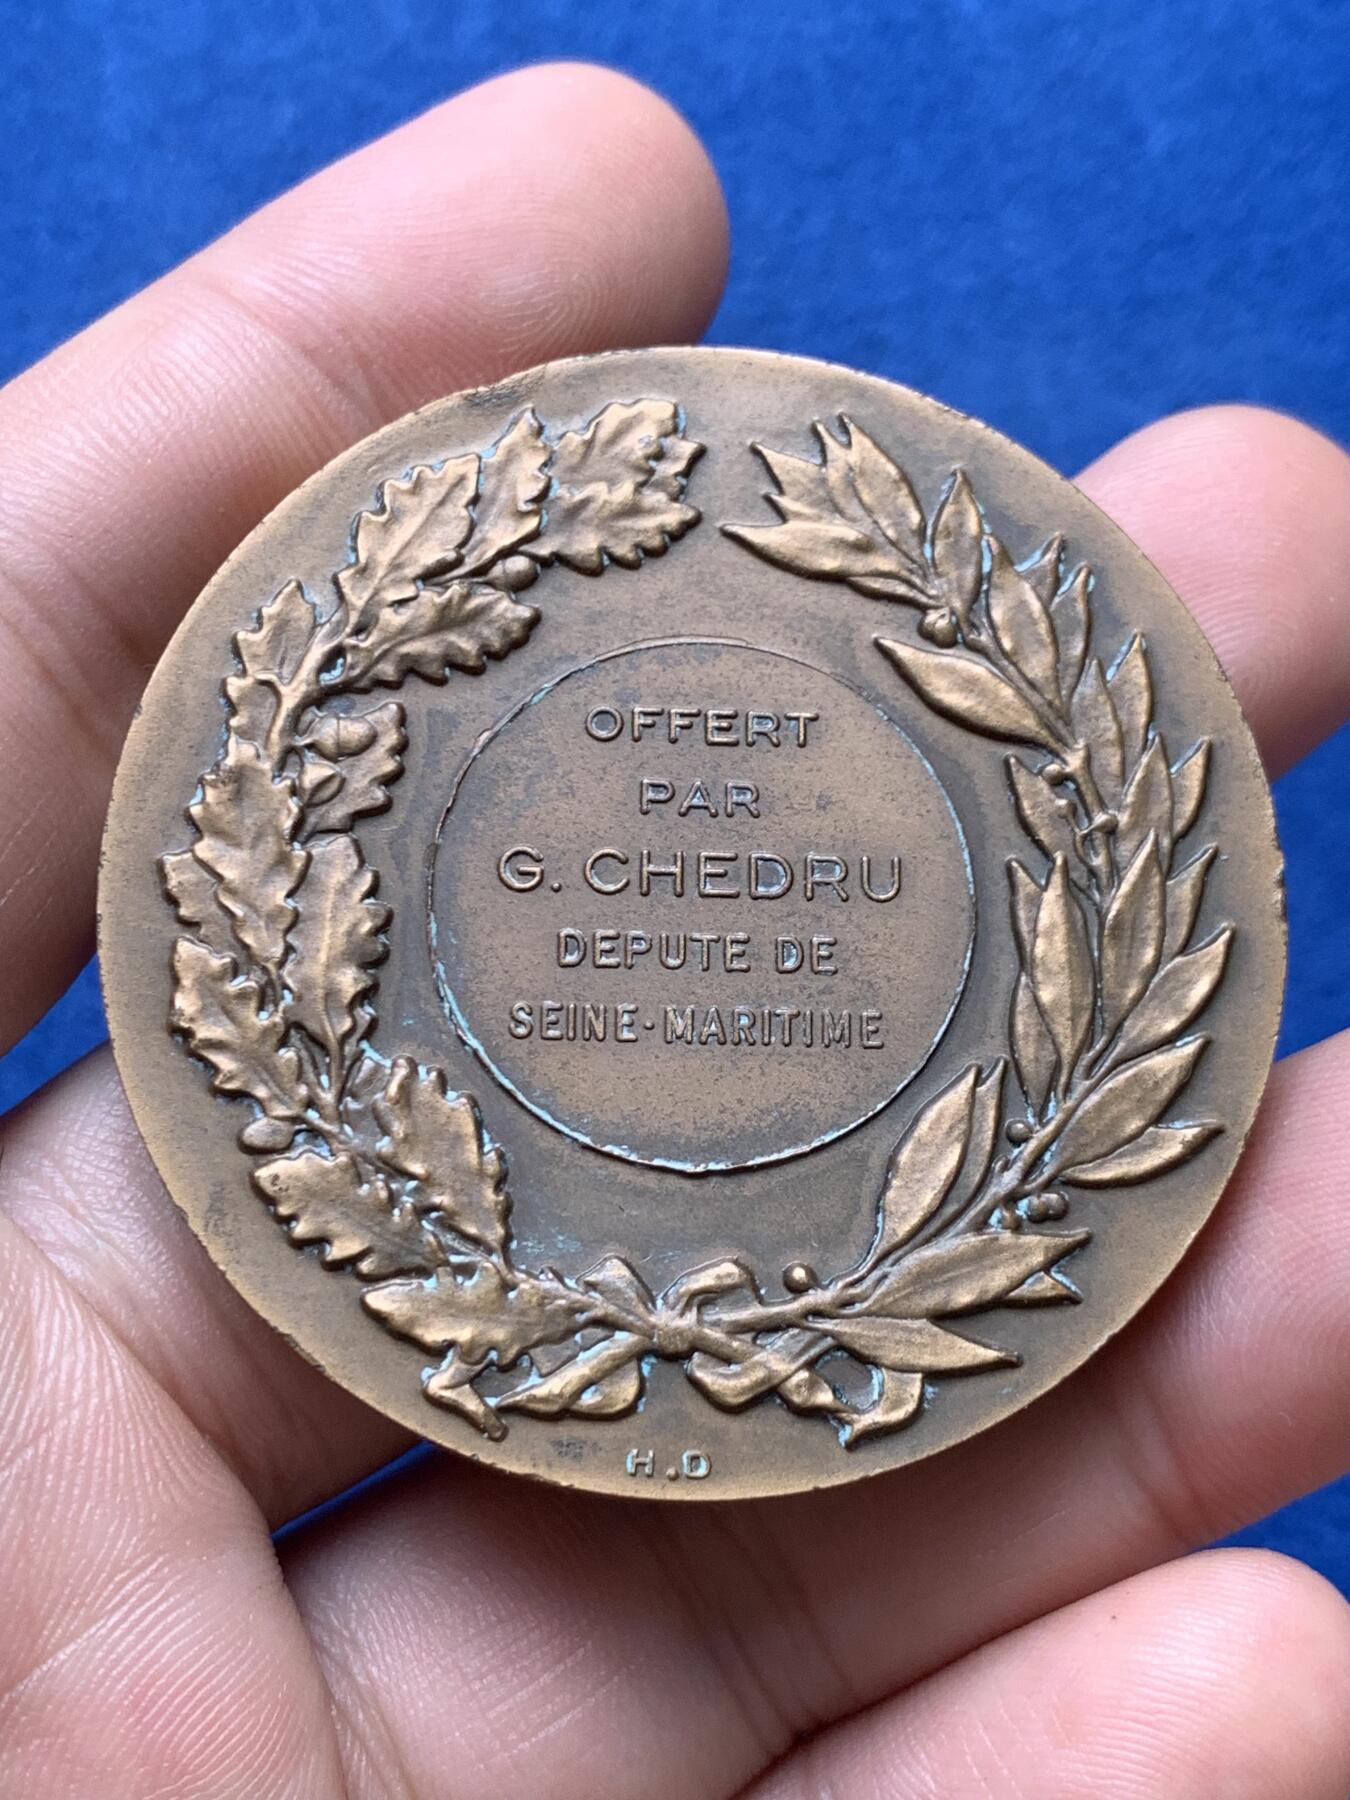 OFFERT
PAR
G. CHEDRU
DEPUTE DE
SEINE-MARITIME
H.D